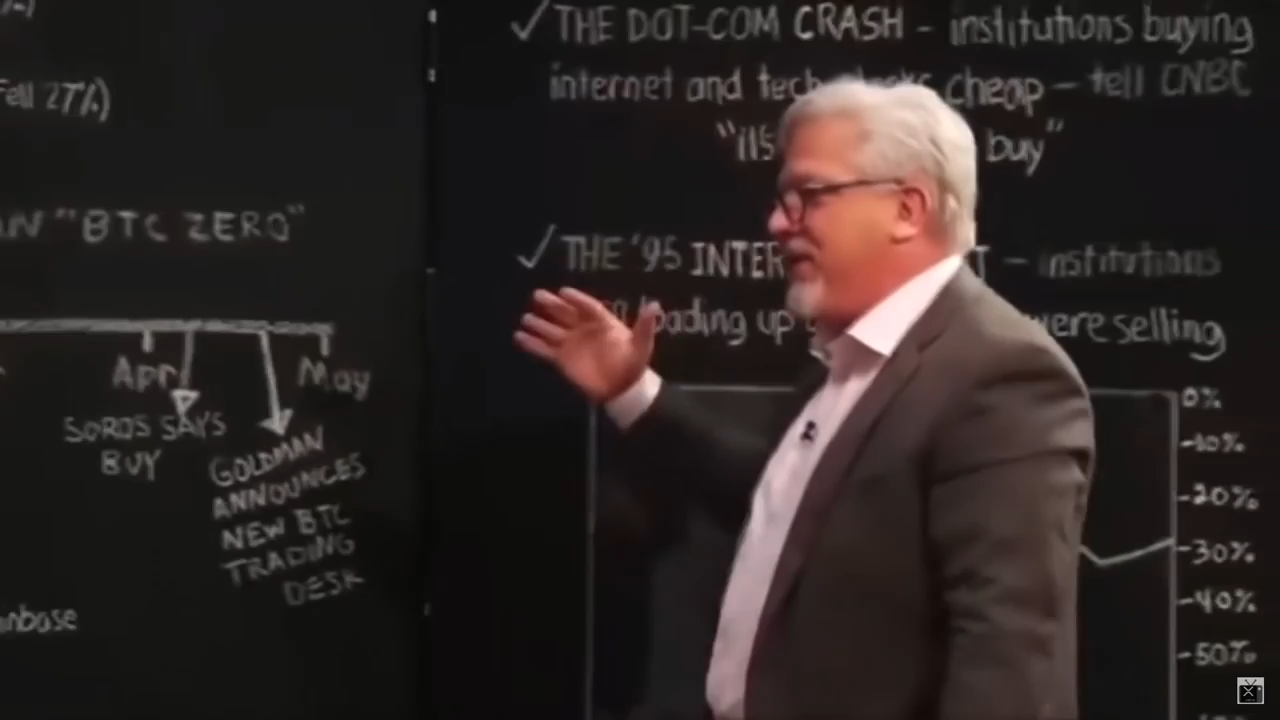 Fell 27%)
"BTC ZERO"
Apr
May
SOROS SAYS
BUY
GOLDMAN
ANNOUNCES
NEW BTC
TRADING
DESK
nbase
✓ THE DOT-COM CRASH - institutions buying
internet and tech cheap - tell CNBC
buy"
✓ THE '95 INTER - institutions
loading up were selling
0%
-10%
-20%
-30%
-40%
-50%